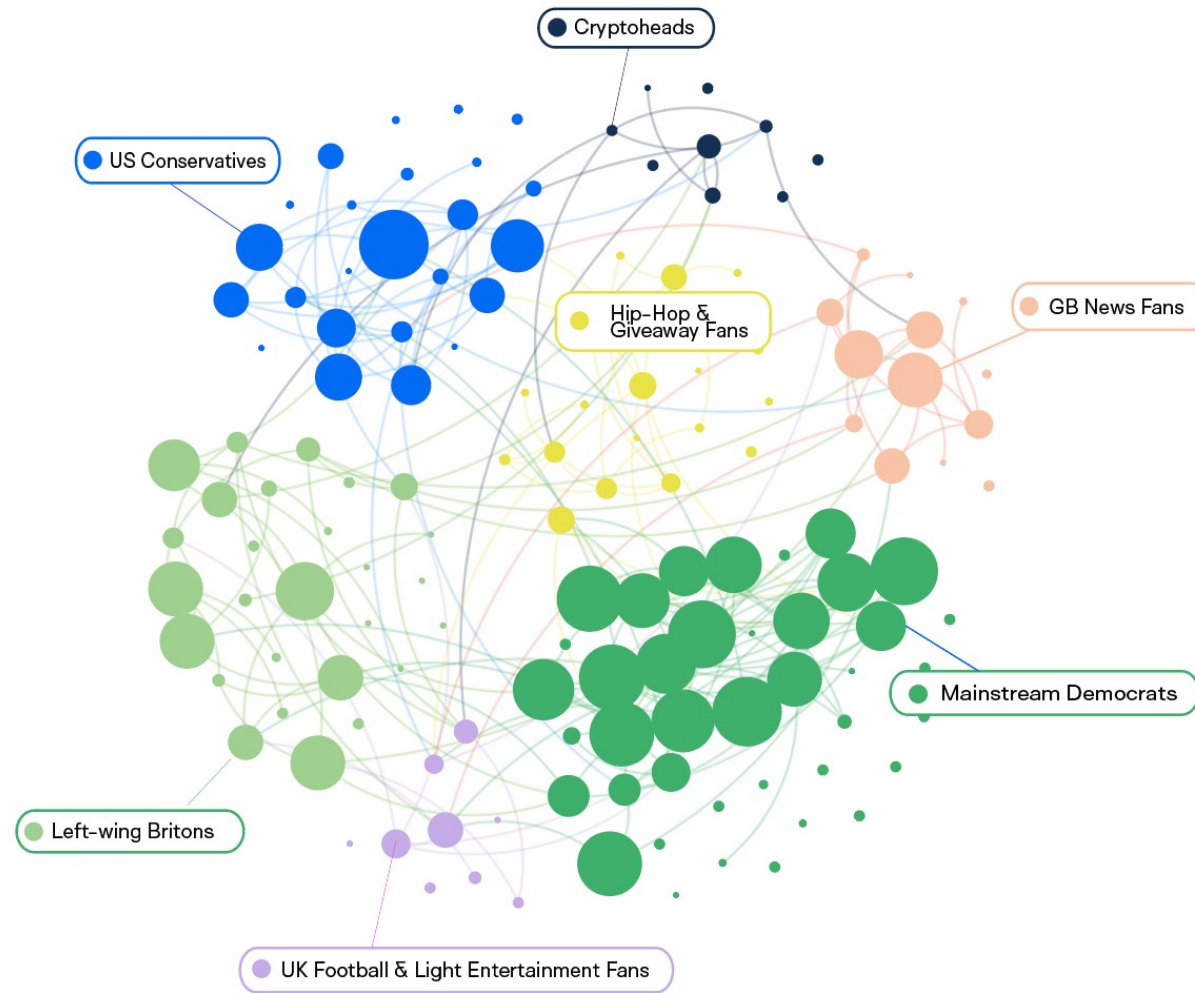 Cryptoheads
US Conservatives
GB News Fans
Hip-Hop &
Giveaway Fans
Mainstream Democrats
Left-wing Britons
UK Football & Light Entertainment Fans